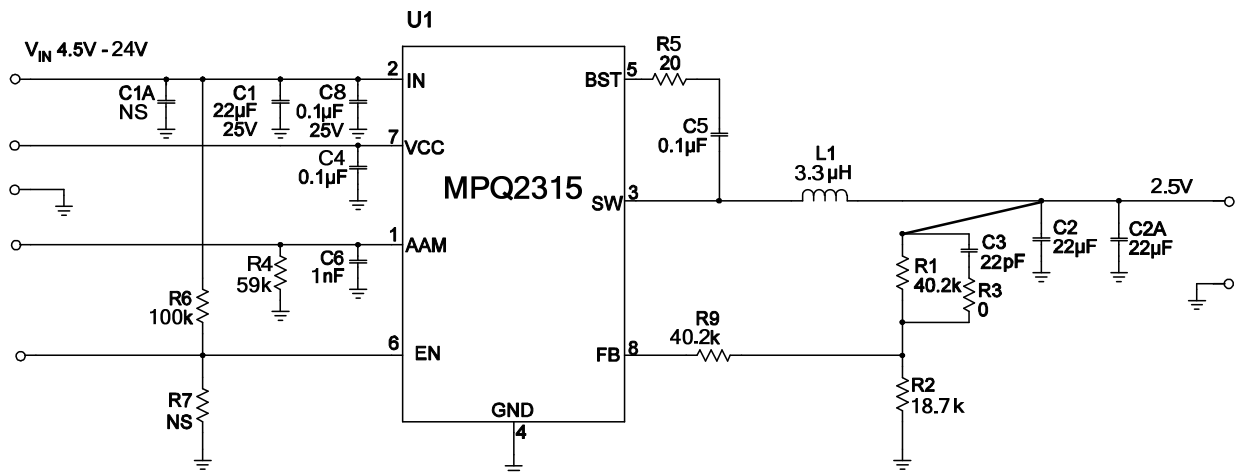 U1
V_IN 4.5V - 24V
C1A
NS
C1
22µF
25V
C8
0.1µF
25V
2
IN
BST
5
R5
20
C5
0.1µF
7
VCC
C4
0.1µF
MPQ2315
SW
3
L1
3.3µH
2.5V
1
AAM
R4
59k
C6
1nF
C3
22pF
C2
22µF
C2A
22µF
R1
40.2k
R3
0
R6
100k
6
EN
FB
8
R9
40.2k
R7
NS
R2
18.7k
GND
4